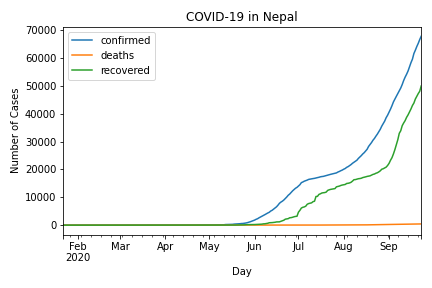 COVID-19 in Nepal
confirmed
deaths
recovered
Number of Cases
70000
60000
50000
40000
30000
20000
10000
0
Feb Mar Apr May Jun Jul Aug Sep
2020
Day